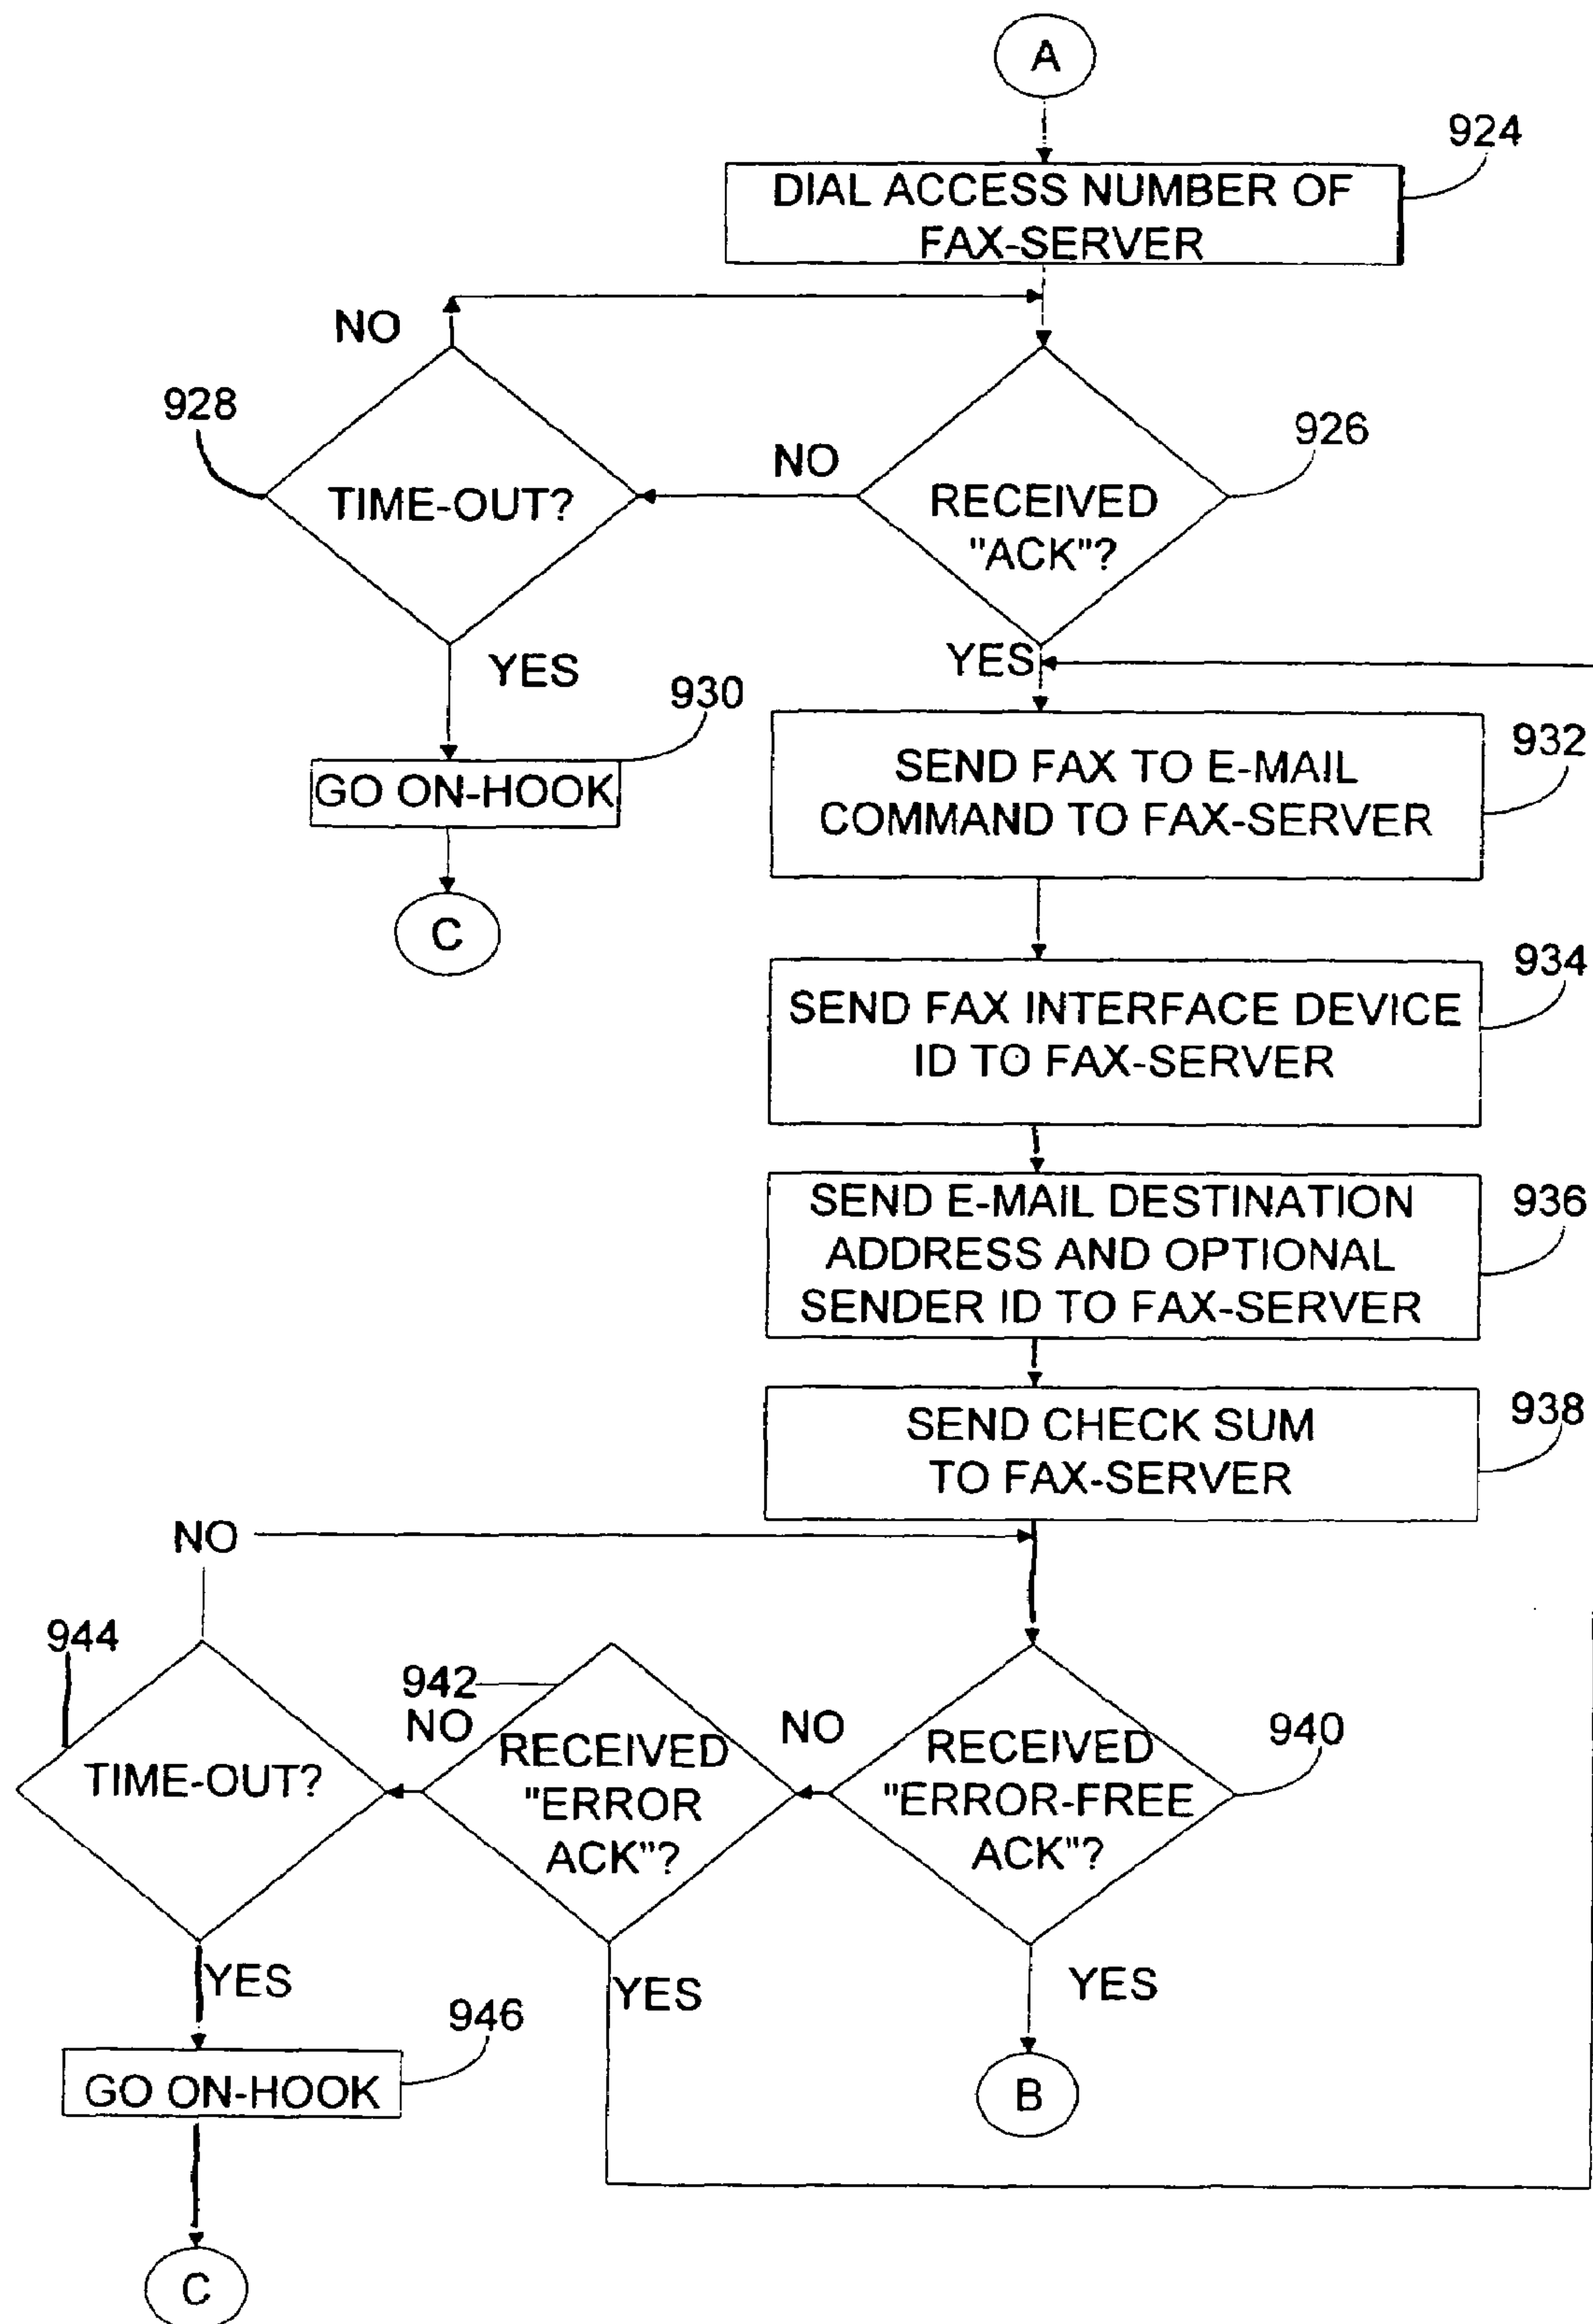 A
924
DIAL ACCESS NUMBER OF
FAX-SERVER
NO
928
TIME-OUT?
NO
926
RECEIVED
"ACK"?
YES
YES
930
GO ON-HOOK
C
932
SEND FAX TO E-MAIL
COMMAND TO FAX-SERVER
934
SEND FAX INTERFACE DEVICE
ID TO FAX-SERVER
936
SEND E-MAIL DESTINATION
ADDRESS AND OPTIONAL
SENDER ID TO FAX-SERVER
938
SEND CHECK SUM
TO FAX-SERVER
NO
944
TIME-OUT?
942
NO
RECEIVED
"ERROR
ACK"?
NO
940
RECEIVED
"ERROR-FREE
ACK"?
YES
YES
YES
946
GO ON-HOOK
B
C